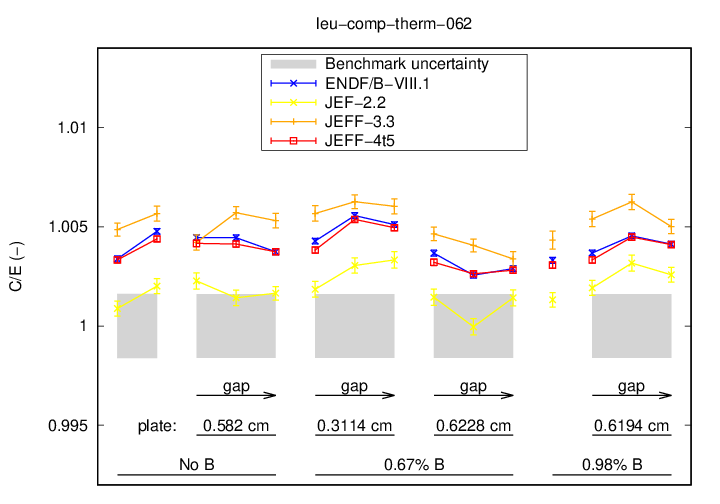 leu−comp−therm−062
Benchmark uncertainty
ENDF/B−VIII.1
JEF−2.2
JEFF−3.3
JEFF−4t5
1.01
1.005
1
0.995
C/E (−)
gap gap gap gap
plate: 0.582 cm 0.3114 cm 0.6228 cm 0.6194 cm
No B 0.67% B 0.98% B